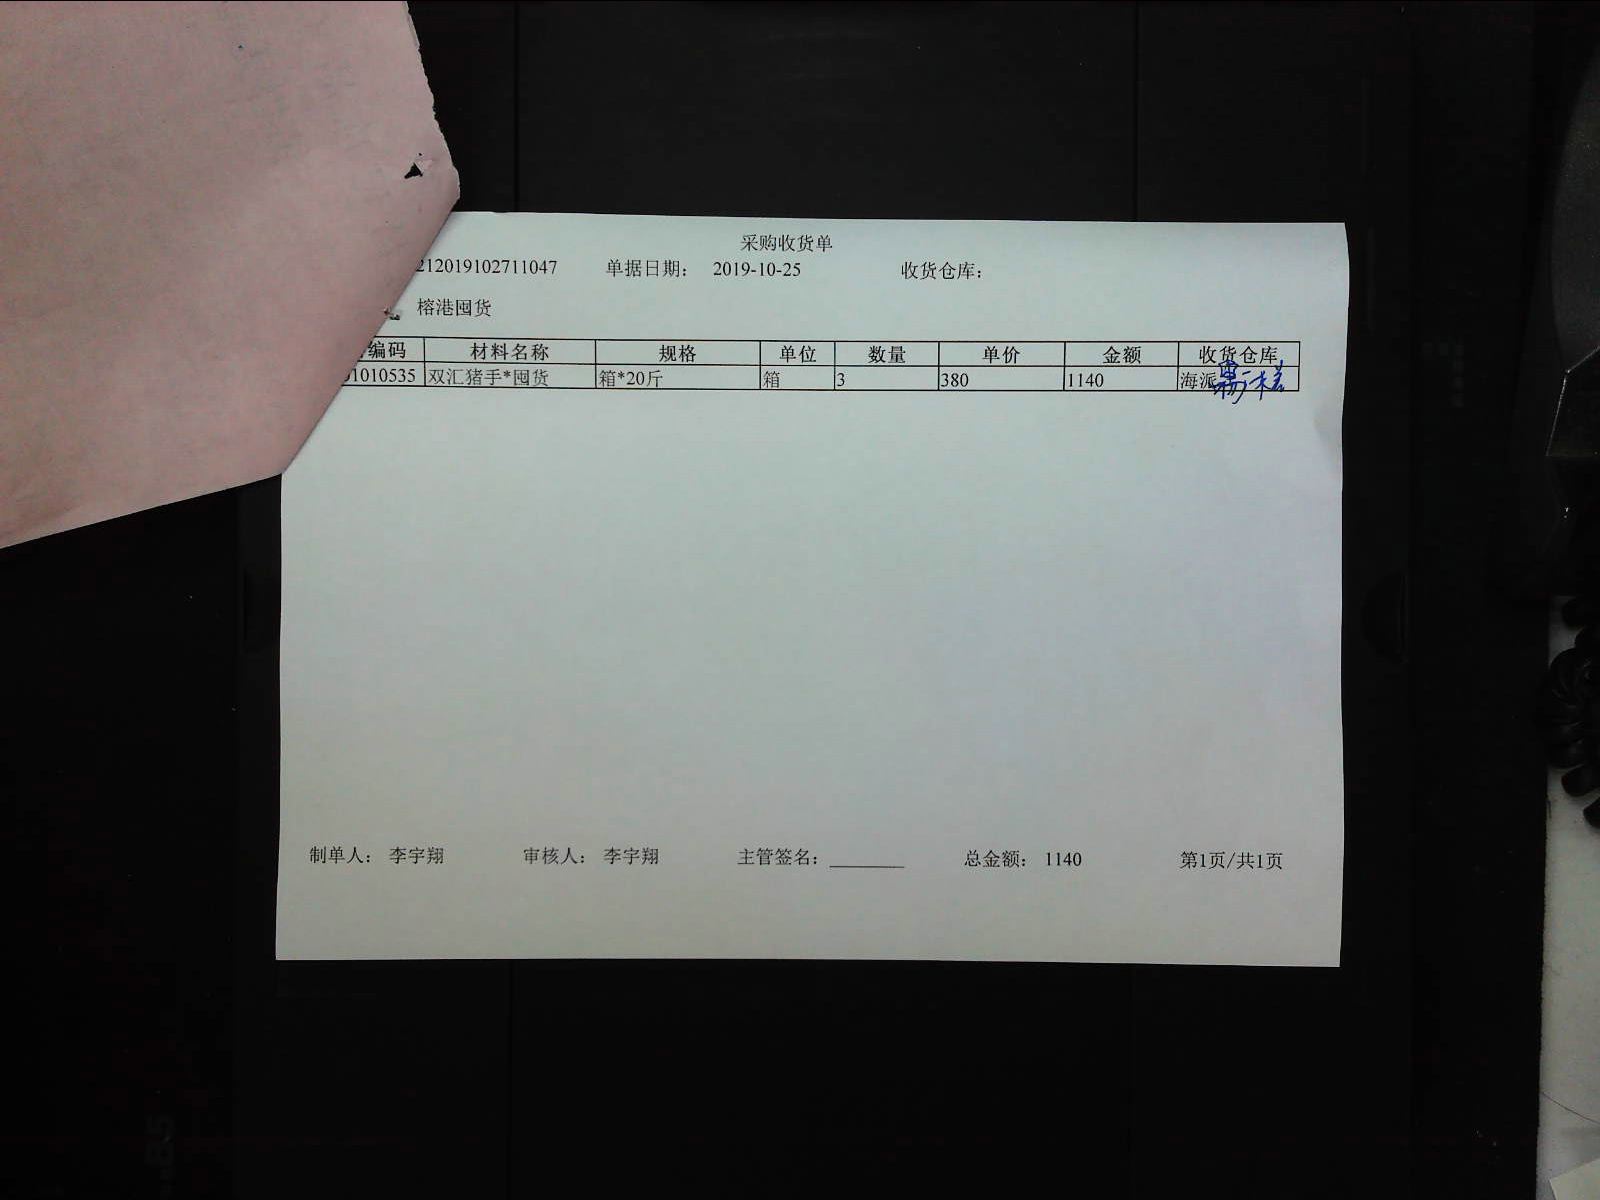 采购收货单
212019102711047 单据日期： 2019-10-25 收货仓库：
榕港囤货
编码 材料名称 规格 单位 数量 单价 金额 收货仓库
01010535 双汇猪手*囤货 箱*20斤 箱 3 380 1140 海派
制单人： 李宇翔 审核人： 李宇翔 主管签名： 总金额： 1140 第1页/共1页